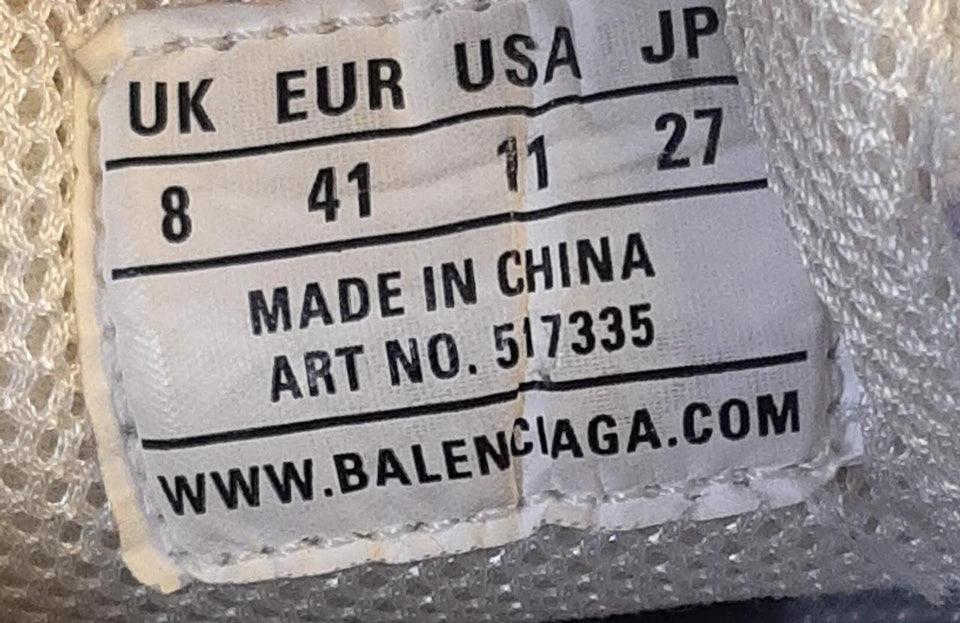 UK EUR USA JP
8 41 11 27
MADE IN CHINA
ART NO. 517335
WWW.BALENCIAGA.COM